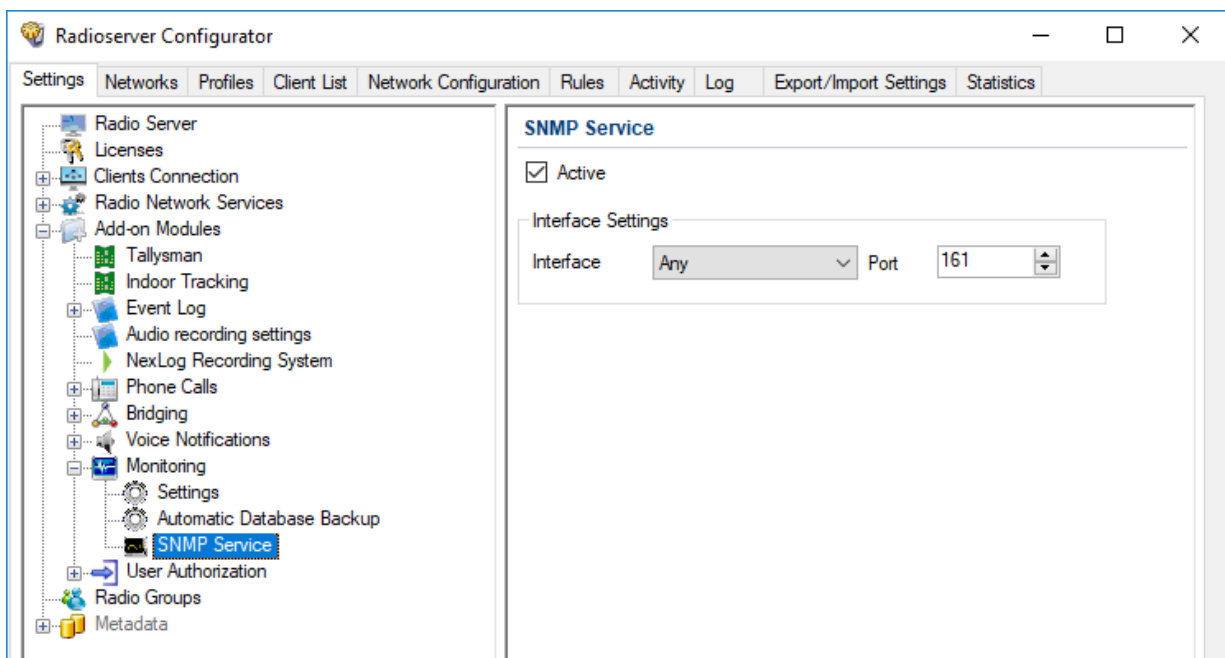 Radioserver Configurator
Settings Networks Profiles Client List Network Configuration Rules Activity Log Export/Import Settings Statistics
Radio Server
Licenses
Clients Connection
Radio Network Services
Add-on Modules
Tallysman
Indoor Tracking
Event Log
Audio recording settings
NexLog Recording System
Phone Calls
Bridging
Voice Notifications
Monitoring
Settings
Automatic Database Backup
SNMP Service
User Authorization
Radio Groups
Metadata
SNMP Service
Active
Interface Settings
Interface Any Port 161